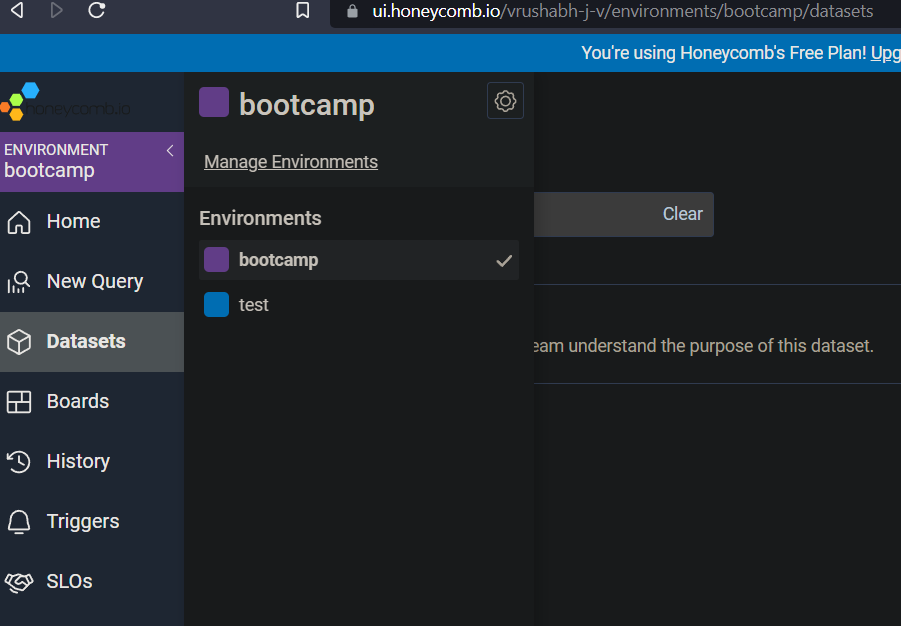 ui.honeycomb.io/vrushabh-j-v/environments/bootcamp/datasets
You're using Honeycomb's Free Plan! Upg
honeycomb.io
ENVIRONMENT
bootcamp
Home
New Query
Datasets
Boards
History
Triggers
SLOs
bootcamp
Manage Environments
Environments
bootcamp
test
Clear
eam understand the purpose of this dataset.